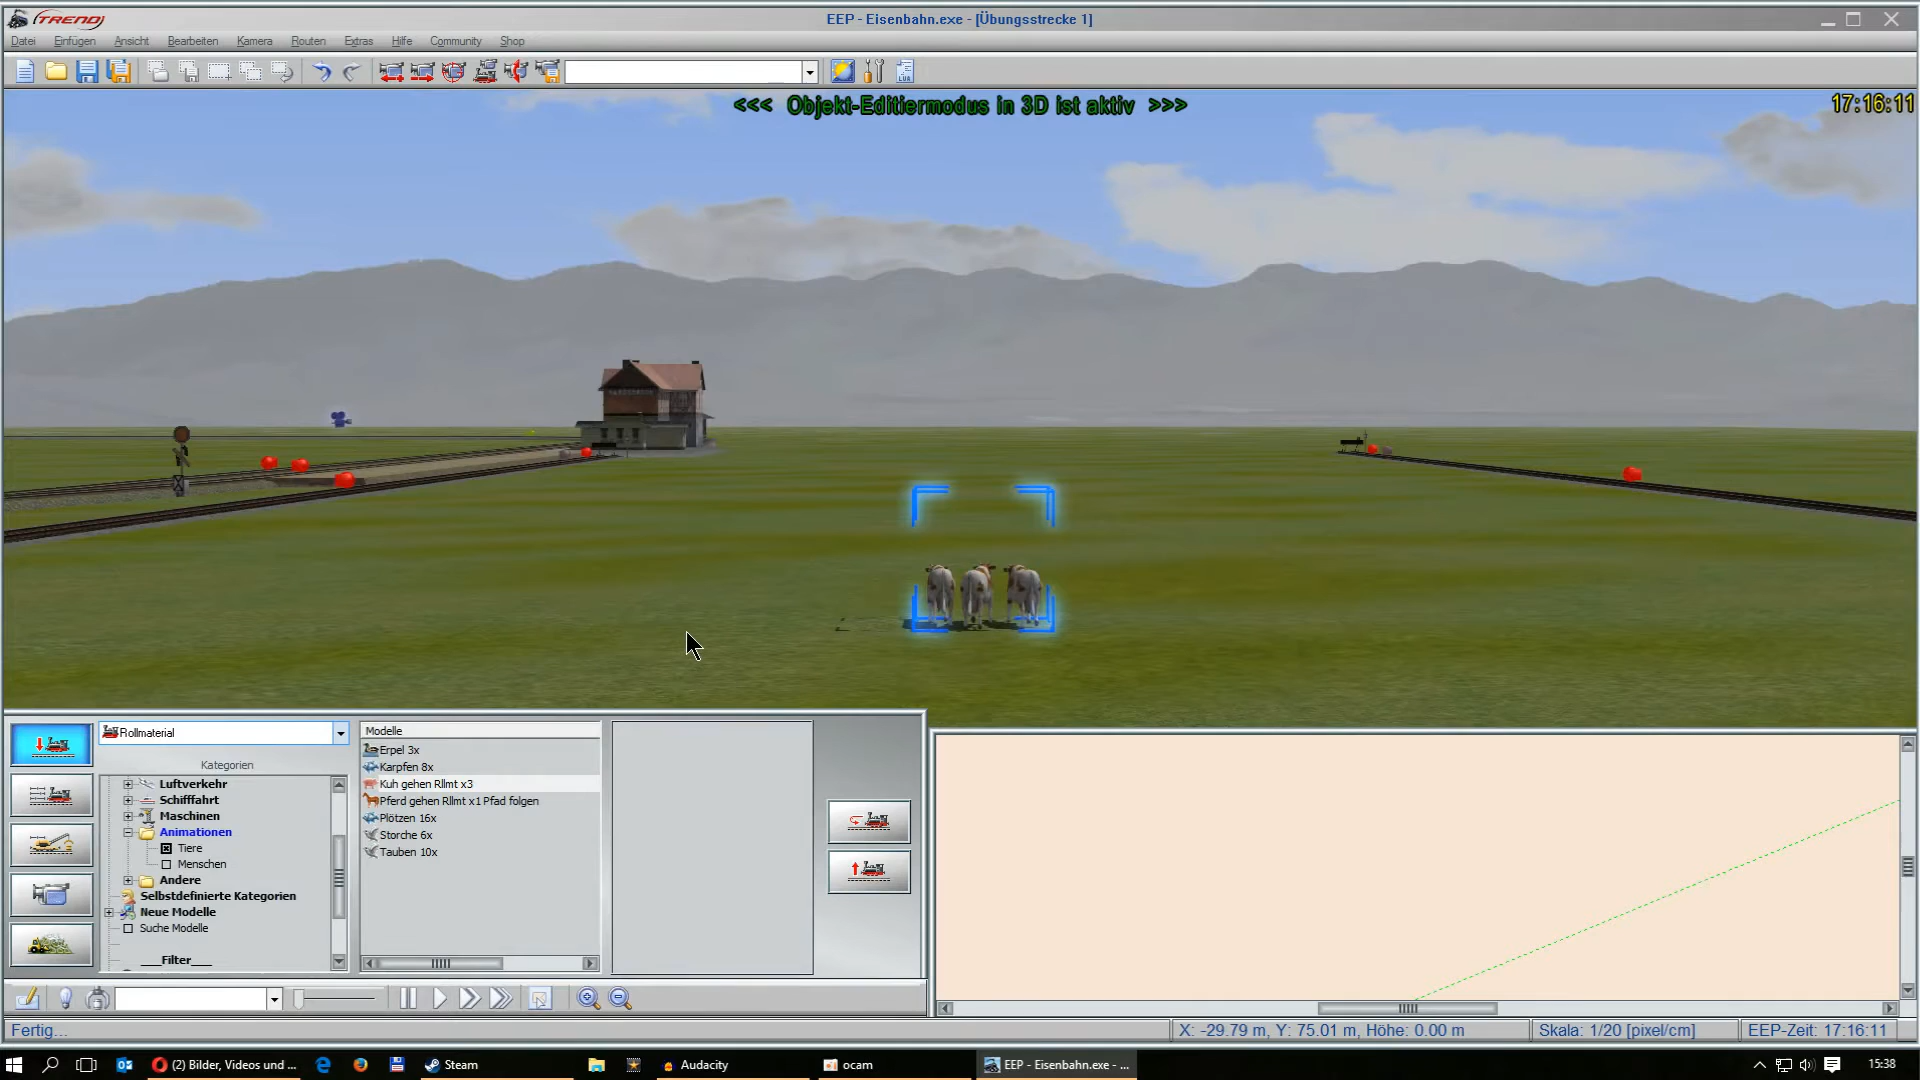 TREND
EEP - Eisenbahn.exe - [Übungsstrecke 1]
Datei Einfügen Ansicht Bearbeiten Kamera Routen Extras Hilfe Community Shop
LUA
<<< Objekt-Editiermodus in 3D ist aktiv >>>
17:16:11
Rollmaterial
Kategorien
Luftverkehr
Schifffahrt
Maschinen
Animationen
Tiere
Menschen
Andere
Selbstdefinierte Kategorien
Neue Modelle
Suche Modelle
___Filter___
Modelle
Erpel 3x
Karpfen 8x
Kuh gehen Rllmt x3
Pferd gehen Rllmt x1 Pfad folgen
Plötzen 16x
Storche 6x
Tauben 10x
Fertig...
X: -29.79 m, Y: 75.01 m, Höhe: 0.00 m
Skala: 1/20 [pixel/cm]
EEP-Zeit: 17:16:11
(2) Bilder, Videos und ...
Steam
Audacity
ocam
EEP - Eisenbahn.exe - ...
15:38